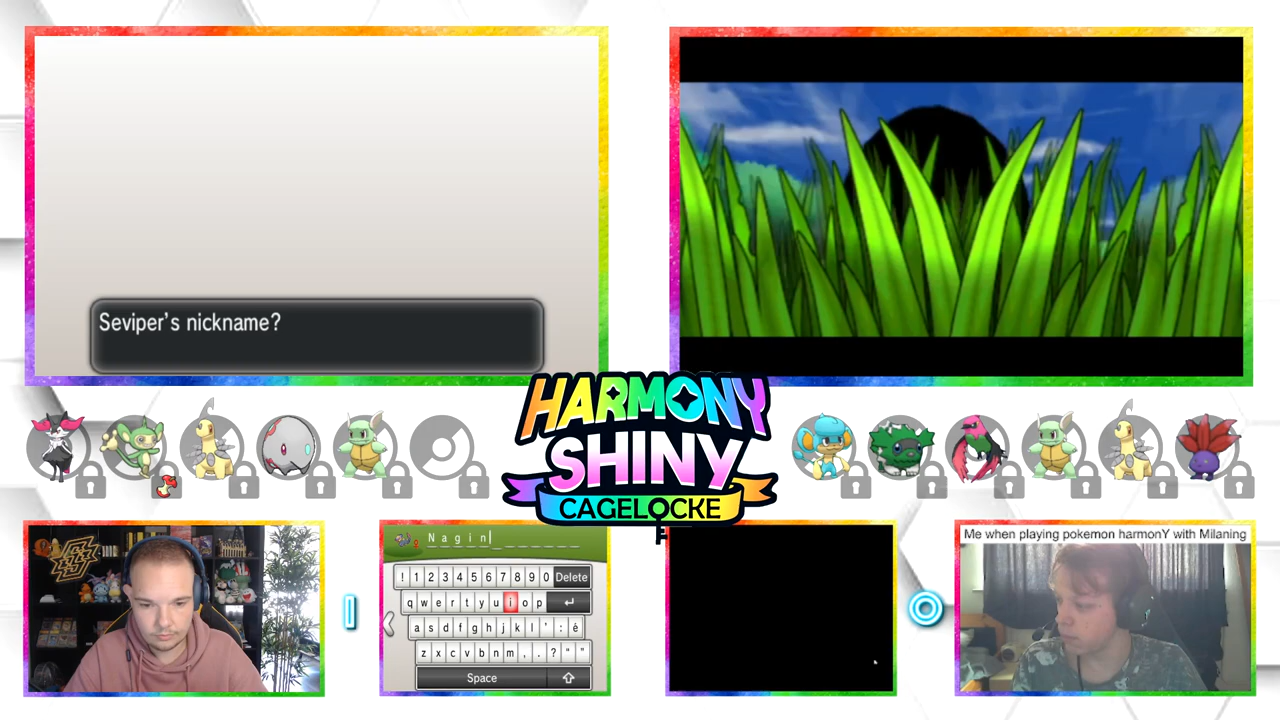 Seviper's nickname?
HARMONY
SHINY
CAGELOCKE
Nagin
! 1 2 3 4 5 6 7 8 9 0 Delete
q w e r t y u i o p ↵
a s d f g h j k l ' : é
z x c v b n m , . ? " "
Space
Me when playing pokemon harmonY with Milaning